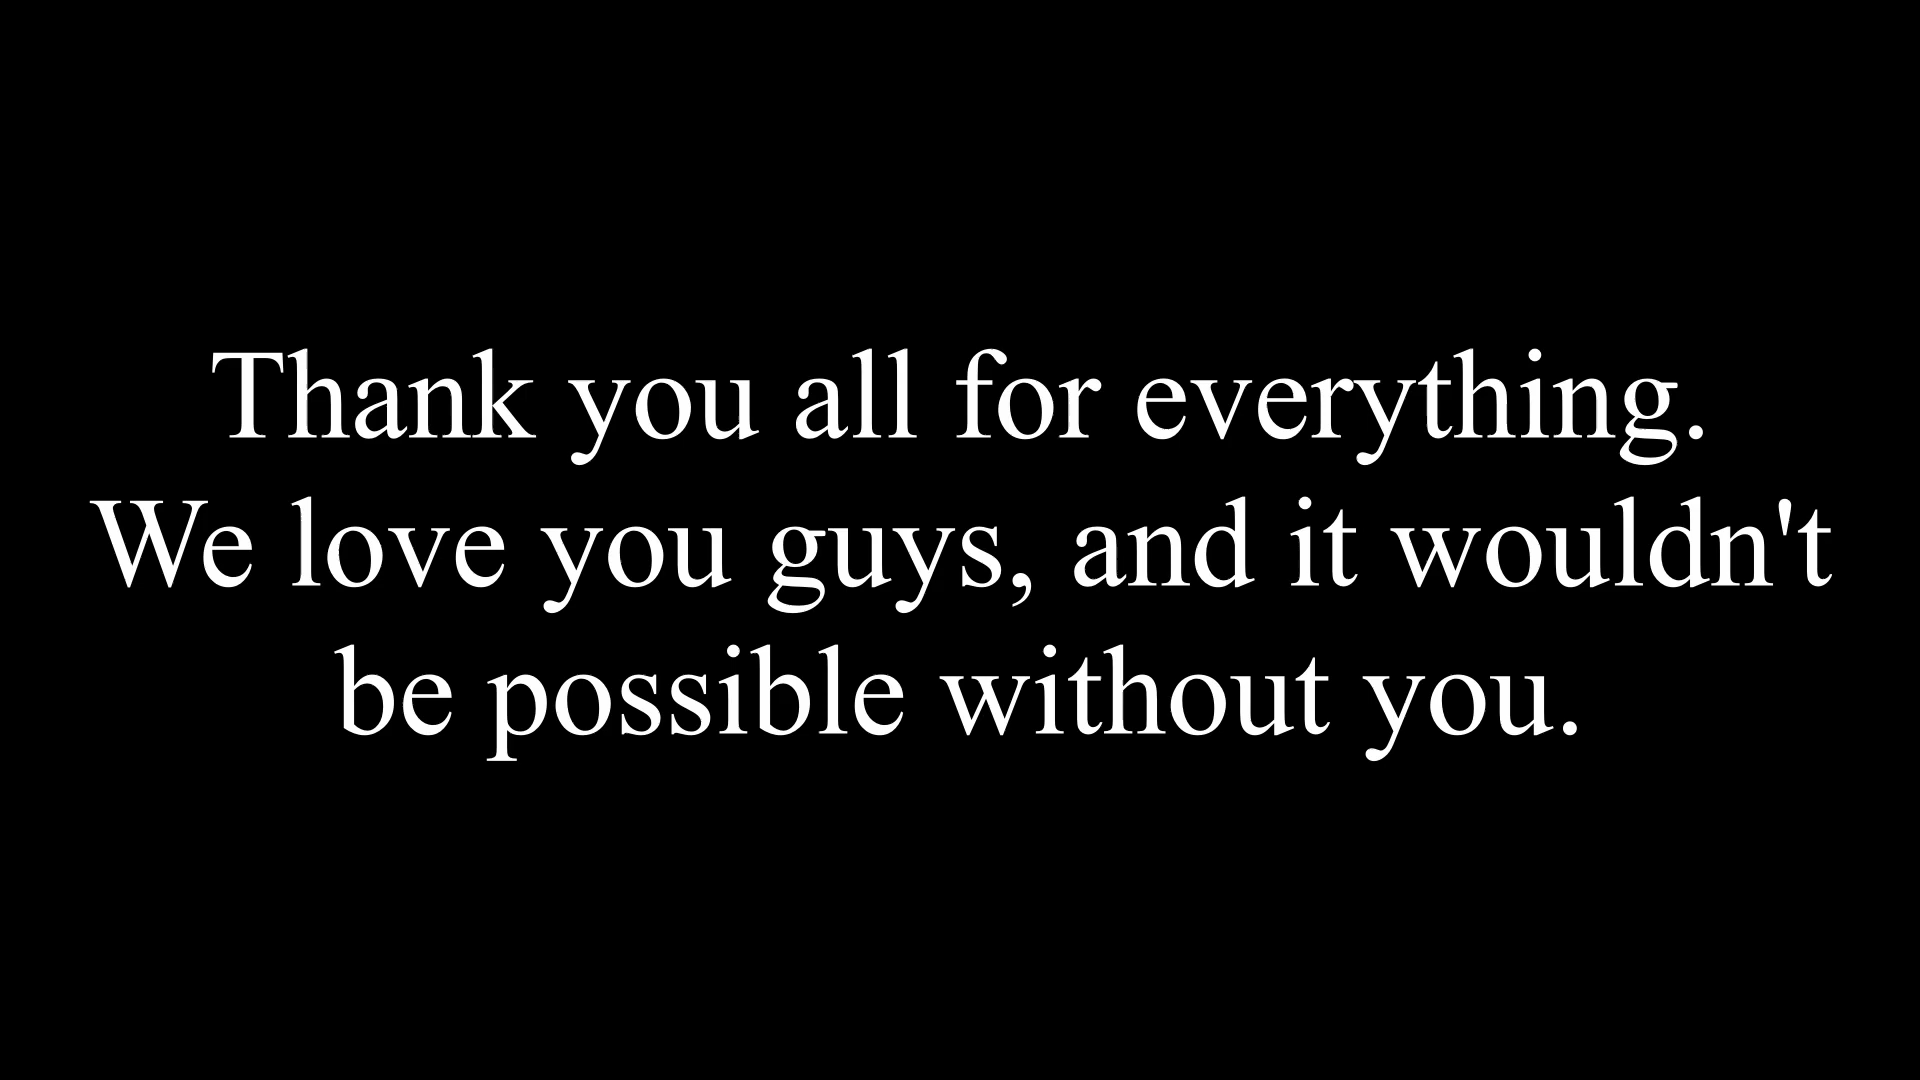 Thank you all for everything.
We love you guys, and it wouldn't
be possible without you.